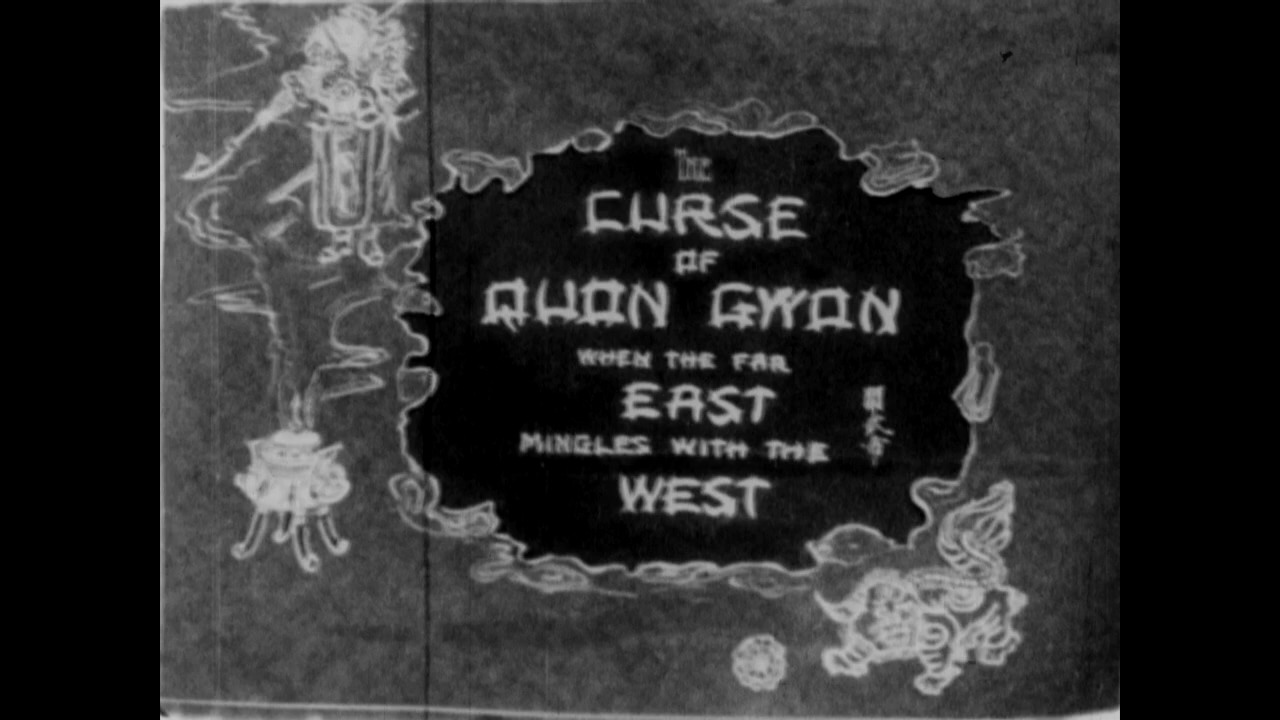 THE
CURSE
OF
QUON GWON
WHEN THE FAR
EAST
MINGLES WITH THE
WEST